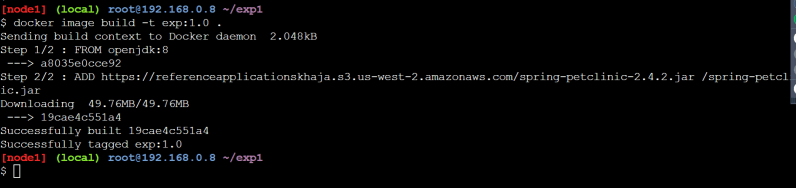 [node1] (local) root@192.168.0.8 ~/exp1
$ docker image build -t exp:1.0 .
Sending build context to Docker daemon  2.048kB
Step 1/2 : FROM openjdk:8
 ---> a8035e0cce92
Step 2/2 : ADD https://referenceapplicationskhaja.s3.us-west-2.amazonaws.com/spring-petclinic-2.4.2.jar /spring-petcl
ic.jar
Downloading  49.76MB/49.76MB
 ---> 19cae4c551a4
Successfully built 19cae4c551a4
Successfully tagged exp:1.0
[node1] (local) root@192.168.0.8 ~/exp1
$